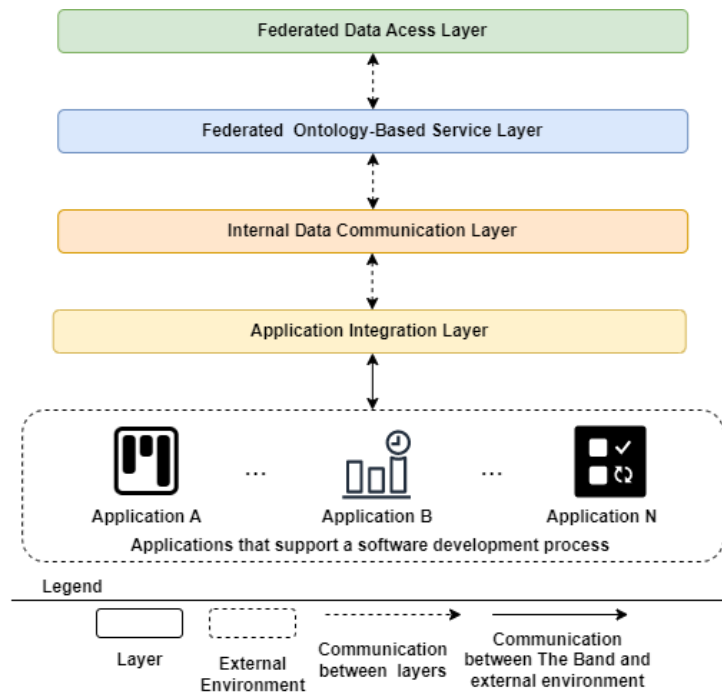 Federated Data Acess Layer
Federated Ontology-Based Service Layer
Internal Data Communication Layer
Application Integration Layer
... ...
Application A Application B Application N
Applications that support a software development process
Legend
Layer
External
Environment
Communication
between layers
Communication
between The Band and
external environment